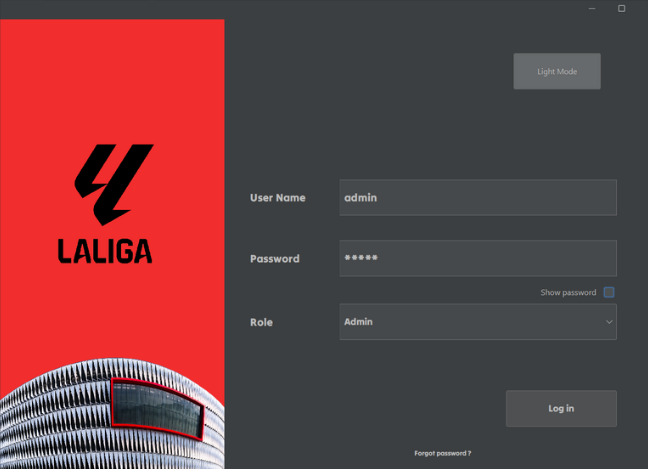 Light Mode
LALIGA
User Name
admin
Password
*****
Show password
Role
Admin
Log in
Forgot password ?